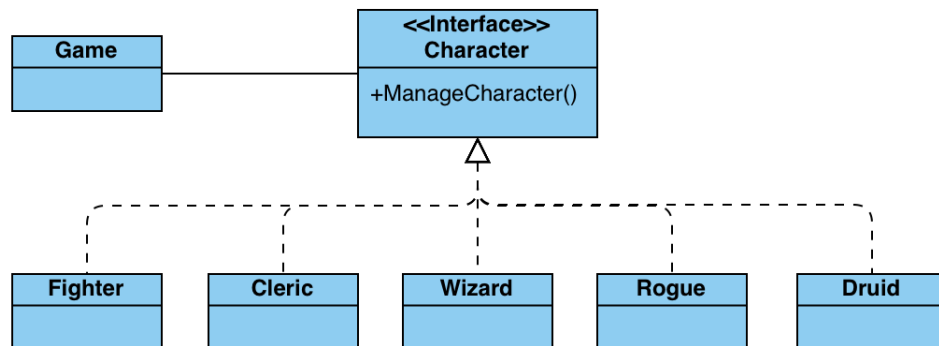 <<Interface>>
Game
Character
+ManageCharacter()
Fighter
Cleric
Wizard
Rogue
Druid